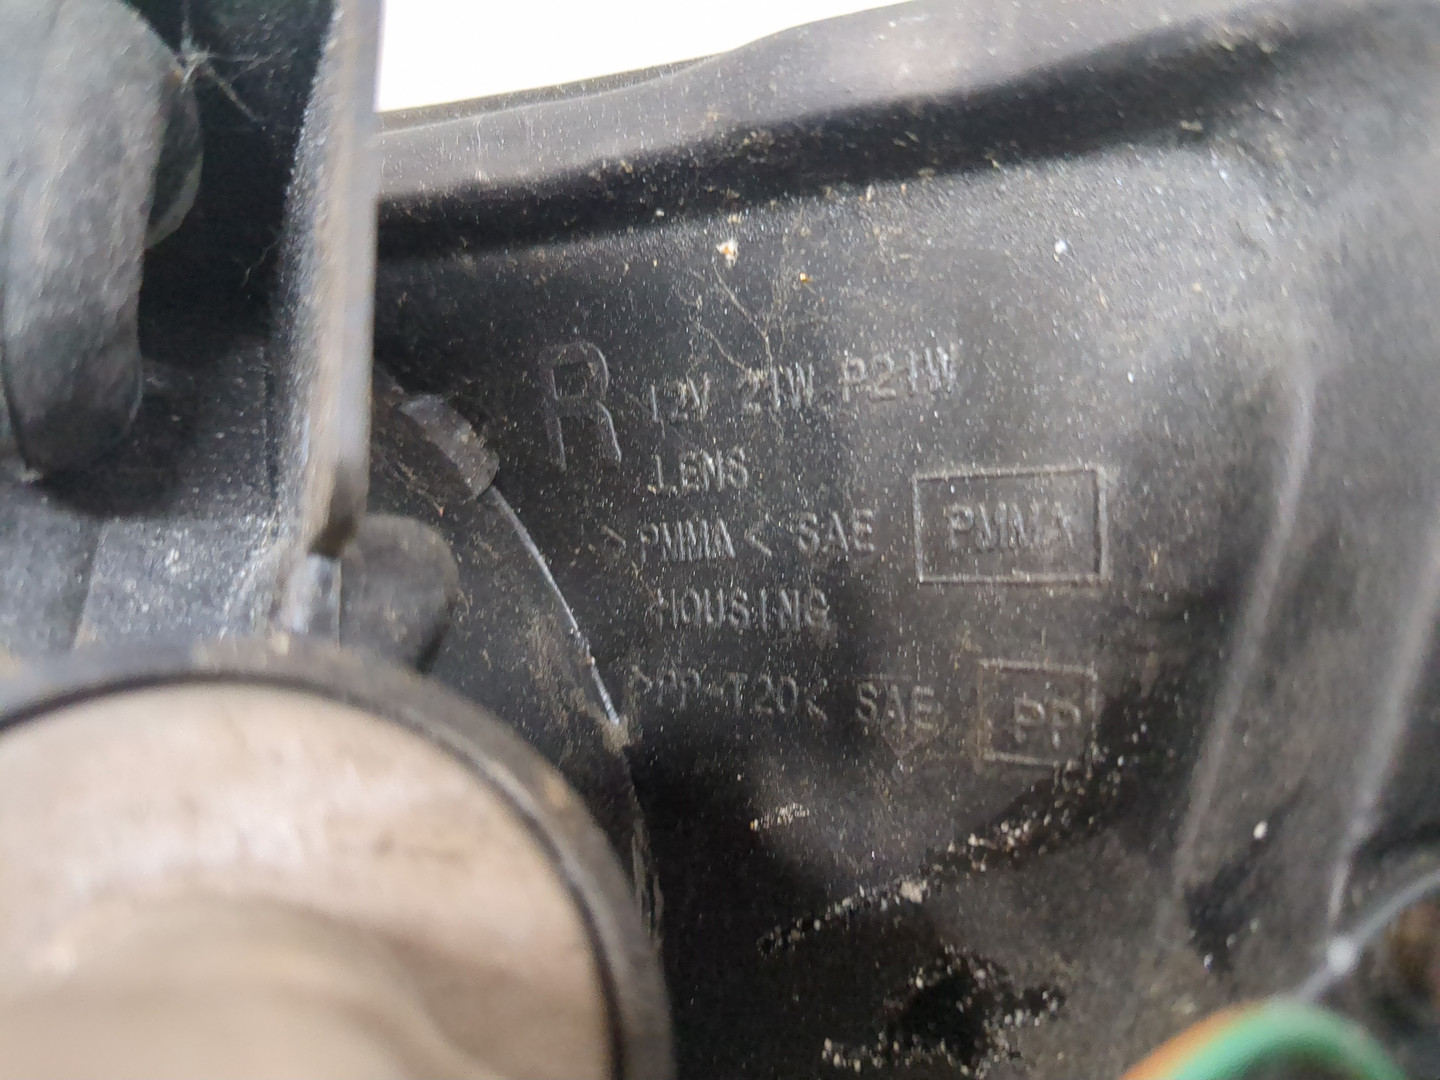 R 12V 21W P21W
LENS
>PMMA< SAE PMMA
HOUSING
>PP-T20< SAE PP